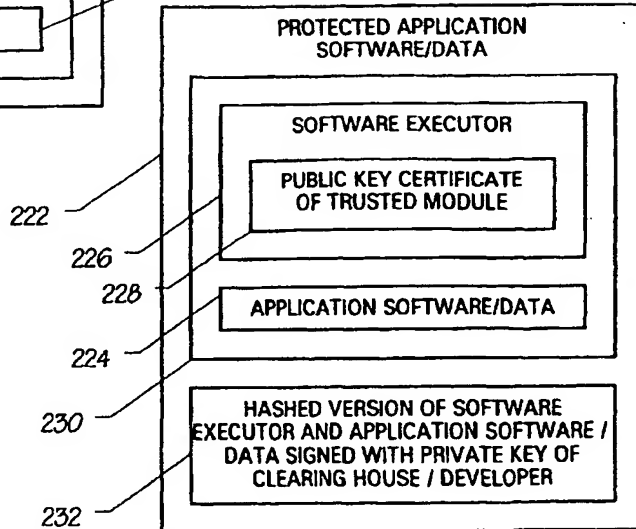 PROTECTED APPLICATION
SOFTWARE/DATA
SOFTWARE EXECUTOR
PUBLIC KEY CERTIFICATE
OF TRUSTED MODULE
222
226
228
APPLICATION SOFTWARE/DATA
224
230
HASHED VERSION OF SOFTWARE
EXECUTOR AND APPLICATION SOFTWARE /
DATA SIGNED WITH PRIVATE KEY OF
CLEARING HOUSE / DEVELOPER
232